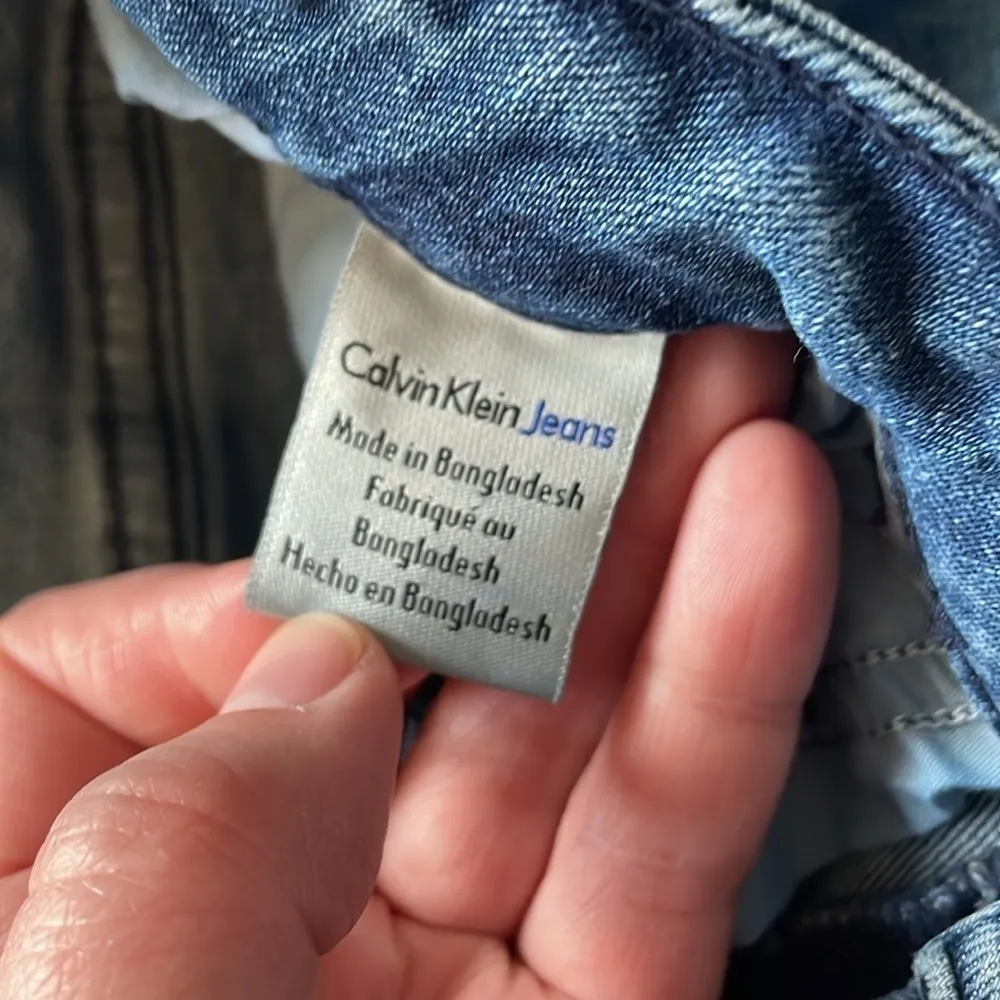 Calvin Klein Jeans
Made in Bangladesh
Fabriqué au
Bangladesh
Hecho en Bangladesh